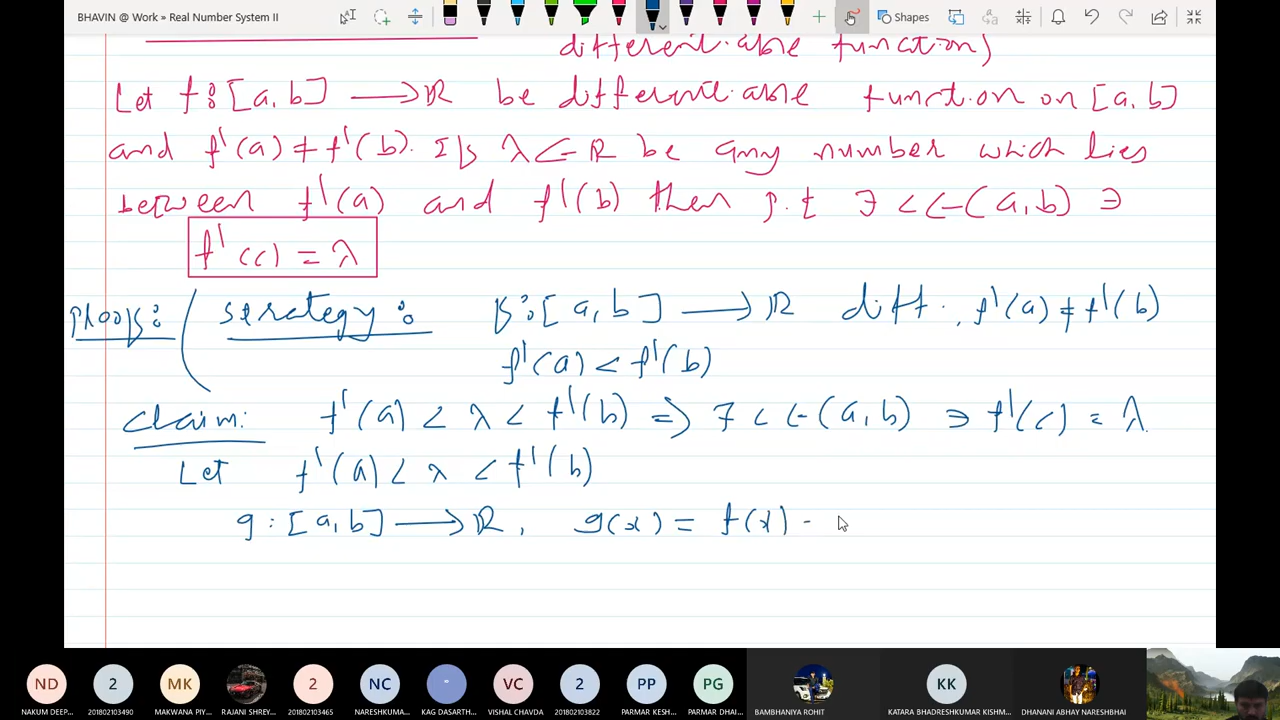 BHAVIN @ Work » Real Number System II
Shapes
differentiable function)
Let f: [a, b] ⟶ ℝ be differentiable function on [a, b]
and f'(a) ≠ f'(b). If λ ∈ ℝ be any number which lies
between f'(a) and f'(b) then p.t ∃ c ∈ (a, b) ∋
f'(c) = λ
Proof: ( strategy: f: [a, b] ⟶ ℝ diff., f'(a) ≠ f'(b)
f'(a) < f'(b)
Claim: f'(a) < λ < f'(b) ⇒ ∃ c ∈ (a, b) ∋ f'(c) = λ
Let f'(a) < λ < f'(b)
g : [a, b] ⟶ ℝ, g(x) = f(x) -
ND 2 MK 2 NC VC 2 PP PG KK
NAKUM DEEP... 201802103490 MAKWANA PIY... RAJANI SHREY... 201802103465 NARESHKUMA... KAG DASARTH... VISHAL CHAVDA 201802103822 PARMAR KESH... PARMAR DHAI... BAMBHANIYA ROHIT KATARA BHADRESHKUMAR KISHM... DHANANI ABHAY NARESHBHAI